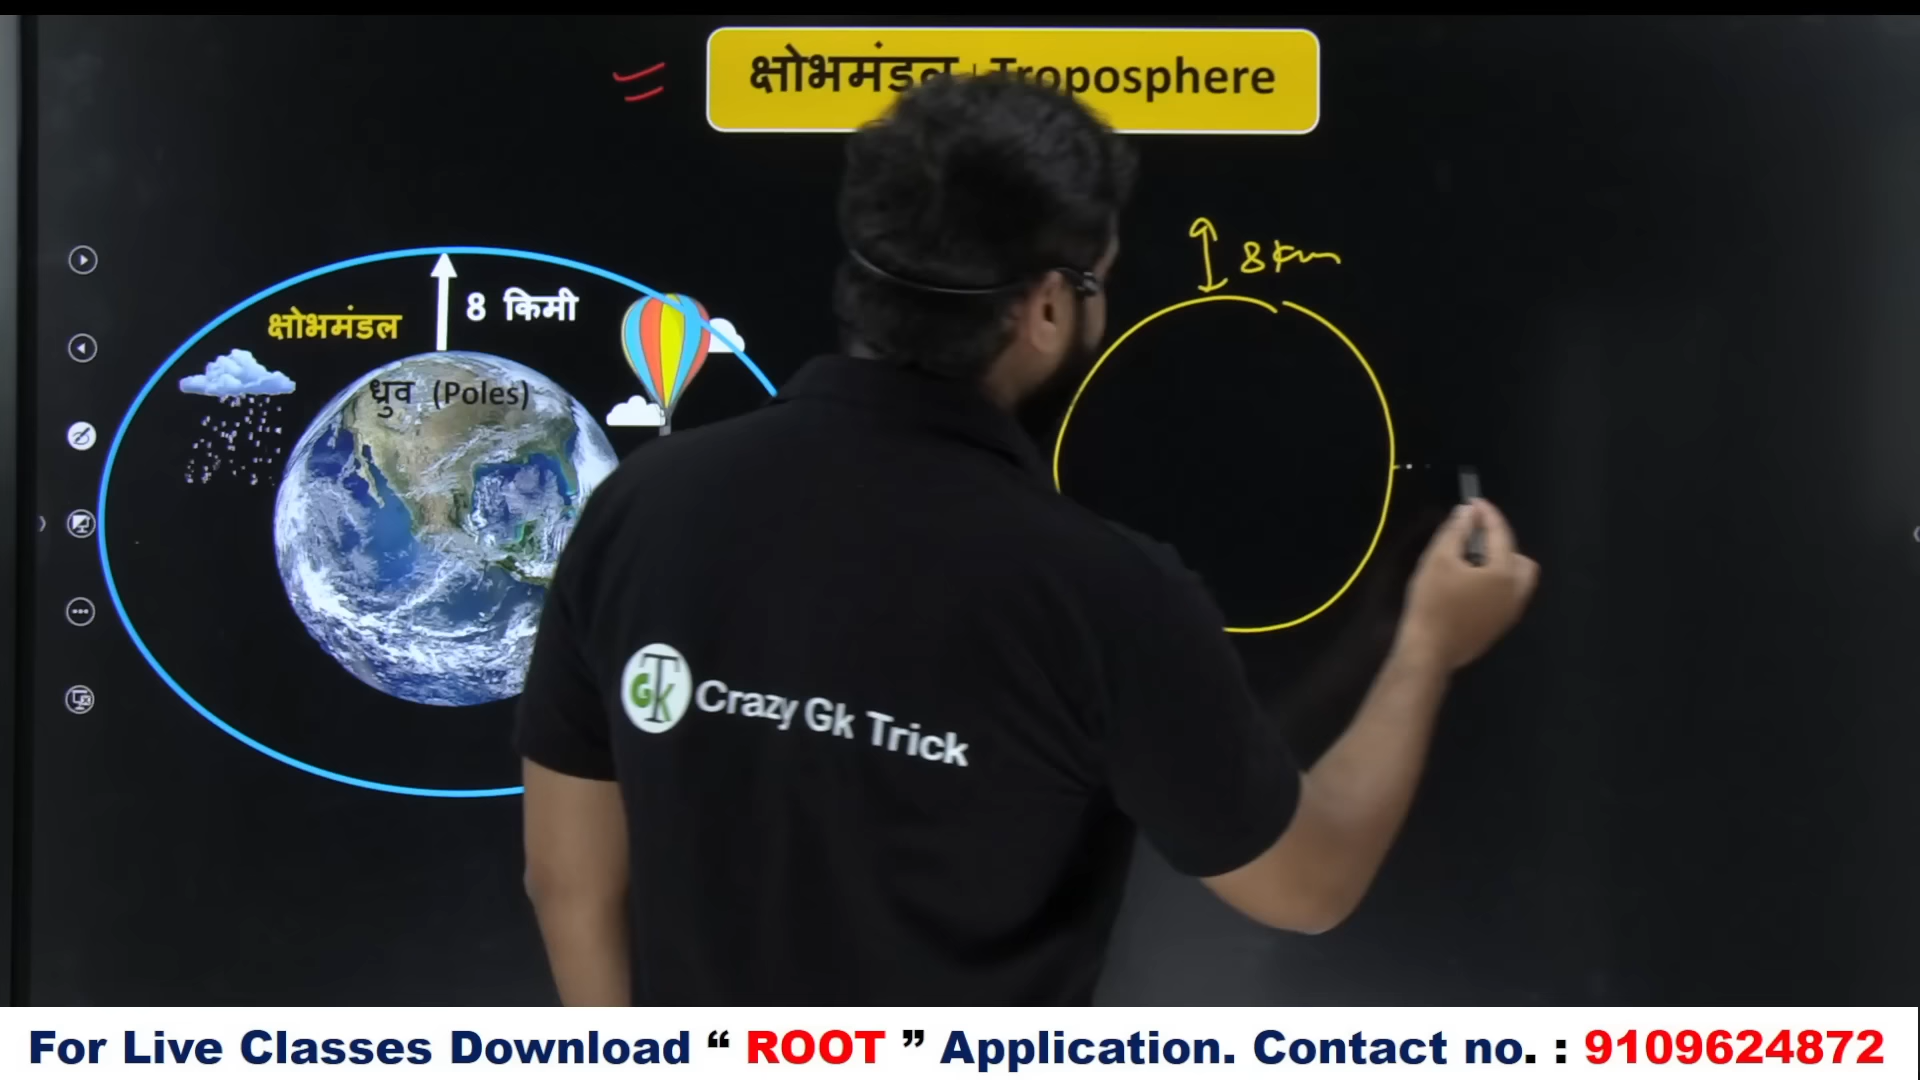 क्षोभमंडल | Troposphere
8 km
8 किमी
क्षोभमंडल
ध्रुव (Poles)
GTK Crazy Gk Trick
For Live Classes Download “ ROOT ” Application. Contact no. : 9109624872